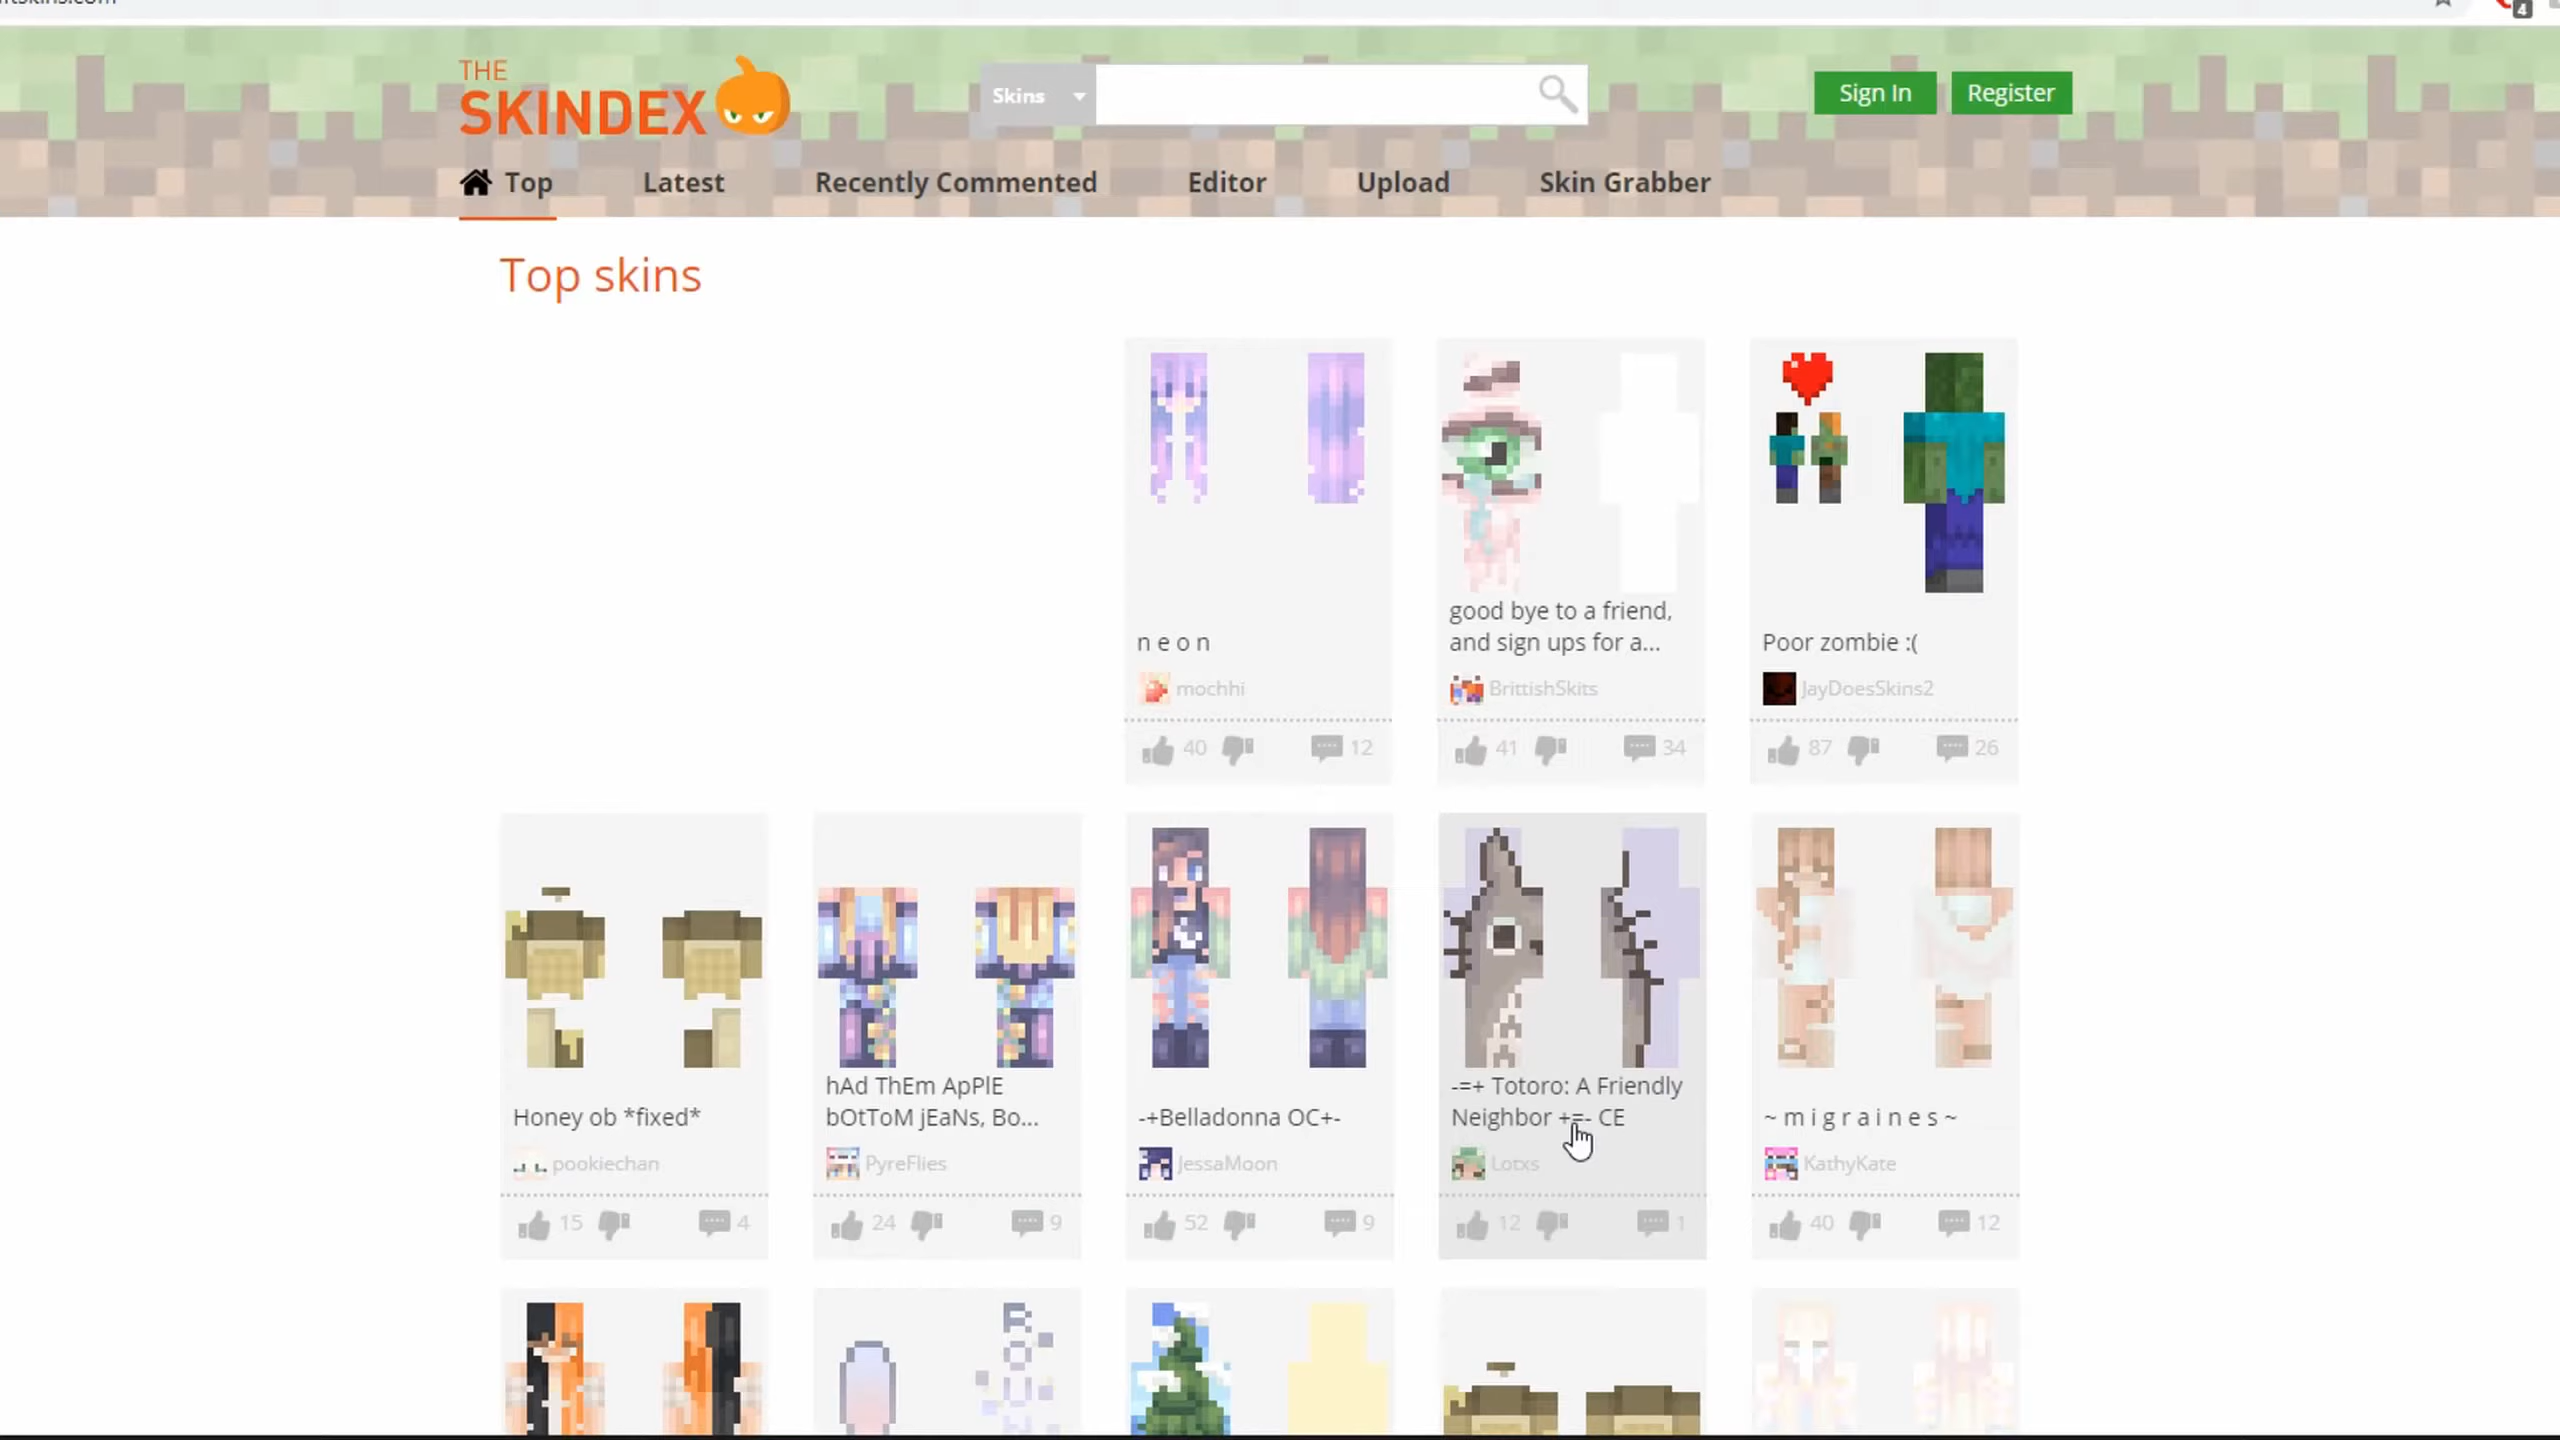 4
THE
SKINDEX
Skins
Sign In
Register
Top
Latest
Recently Commented
Editor
Upload
Skin Grabber
Top skins
n e o n
mochhi
40
12
good bye to a friend,
and sign ups for a...
BrittishSkits
41
34
Poor zombie :(
JayDoesSkins2
87
26
Honey ob *fixed*
pookiechan
15
4
hAd ThEm ApPlE
bOtToM jEaNs, Bo...
PyreFlies
24
9
-+Belladonna OC+-
JessaMoon
52
9
-=+ Totoro: A Friendly
Neighbor +=- CE
Lotxs
12
1
~ m i g r a i n e s ~
KathyKate
40
12